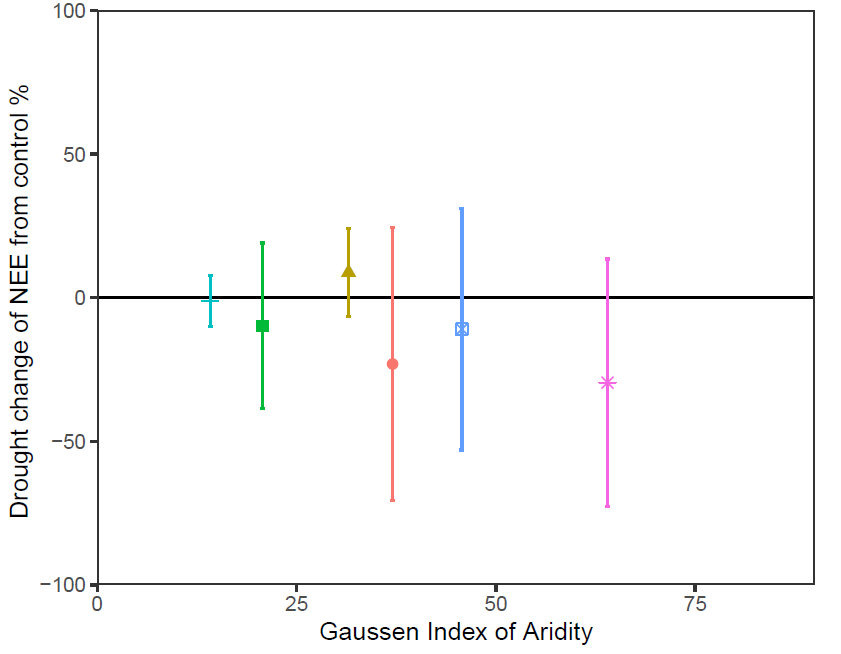 Drought change of NEE from control %
100
50
0
−50
−100
0 25 50 75
Gaussen Index of Aridity